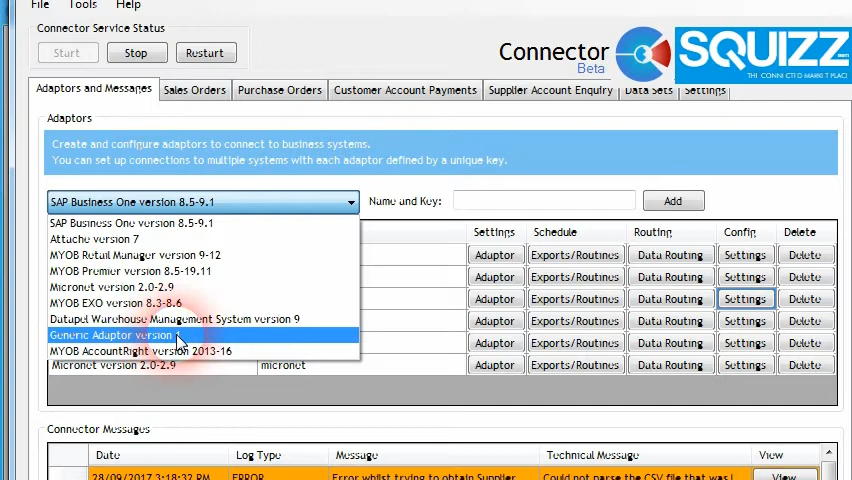 File Tools Help
Connector Service Status
Start Stop Restart
Connector
Beta
SQUIZZ
THE CONNECTED MARKETPLACE
Adaptors and Messages Sales Orders Purchase Orders Customer Account Payments Supplier Account Enquiry Data Sets Settings
Adaptors
Create and configure adaptors to connect to business systems.
You can set up connections to multiple systems with each adaptor defined by a unique key.
SAP Business One version 8.5-9.1 Name and Key: Add
SAP Business One version 8.5-9.1
Attache version 7
MYOB Retail Manager version 9-12
MYOB Premier version 8.5-19.11
Micronet version 2.0-2.9
MYOB EXO version 8.3-8.6
Datapel Warehouse Management System version 9
Generic Adaptor version 1
MYOB AccountRight version 2013-16
Settings Schedule Routing Config Delete
Adaptor Exports/Routines Data Routing Settings Delete
Adaptor Exports/Routines Data Routing Settings Delete
Adaptor Exports/Routines Data Routing Settings Delete
Adaptor Exports/Routines Data Routing Settings Delete
Adaptor Exports/Routines Data Routing Settings Delete
Micronet version 2.0-2.9 micronet Adaptor Exports/Routines Data Routing Settings Delete
Connector Messages
Date Log Type Message Technical Message View
28/09/2017 3:18:32 PM ERROR Error whilst trying to obtain Supplier Could not parse the CSV file that was View